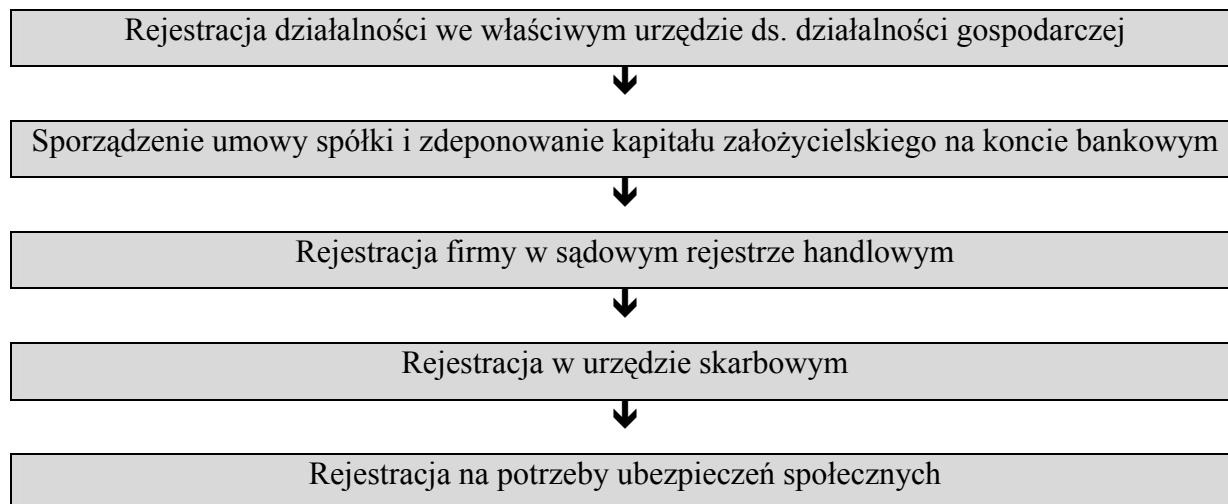 Rejestracja działalności we właściwym urzędzie ds. działalności gospodarczej
Sporządzenie umowy spółki i zdeponowanie kapitału założycielskiego na koncie bankowym
Rejestracja firmy w sądowym rejestrze handlowym
Rejestracja w urzędzie skarbowym
Rejestracja na potrzeby ubezpieczeń społecznych